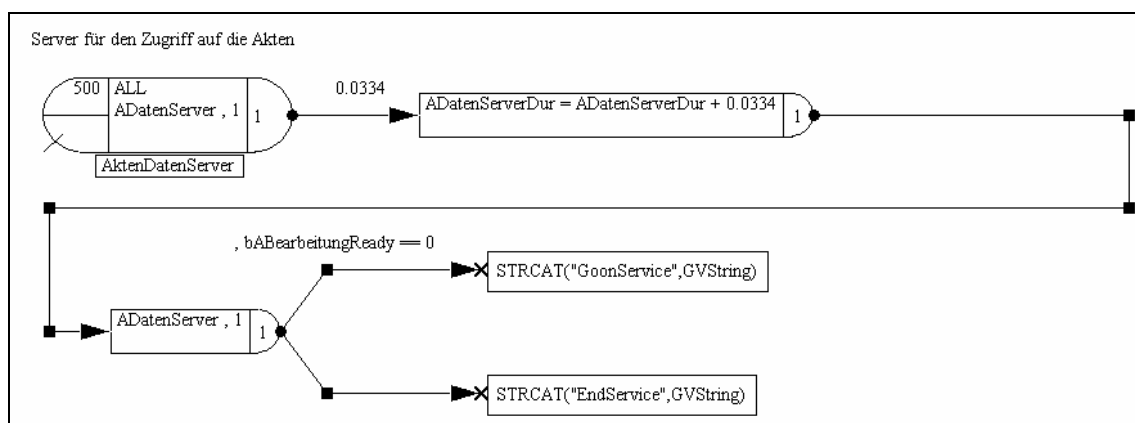 Server für den Zugriff auf die Akten
500
ALL
ADatenServer , 1
1
AktenDatenServer
0.0334
ADatenServerDur = ADatenServerDur + 0.0334
1
, bABearbeitungReady == 0
STRCAT("GoonService",GVString)
ADatenServer , 1
1
STRCAT("EndService",GVString)